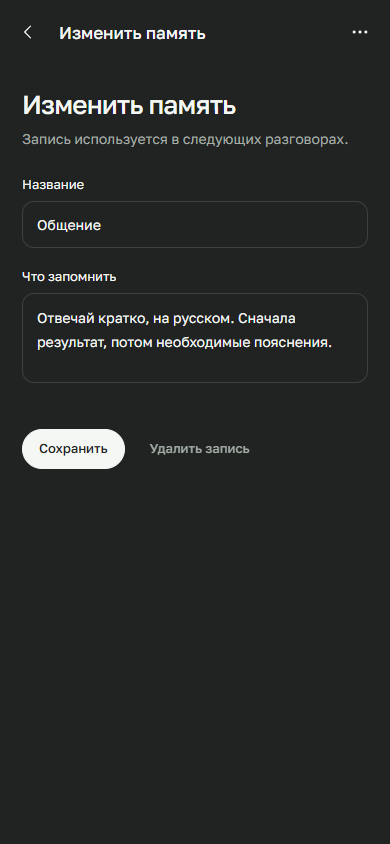 Изменить память
Изменить память
Запись используется в следующих разговорах.
Название
Общение
Что запомнить
Отвечай кратко, на русском. Сначала
результат, потом необходимые пояснения.
Сохранить
Удалить запись